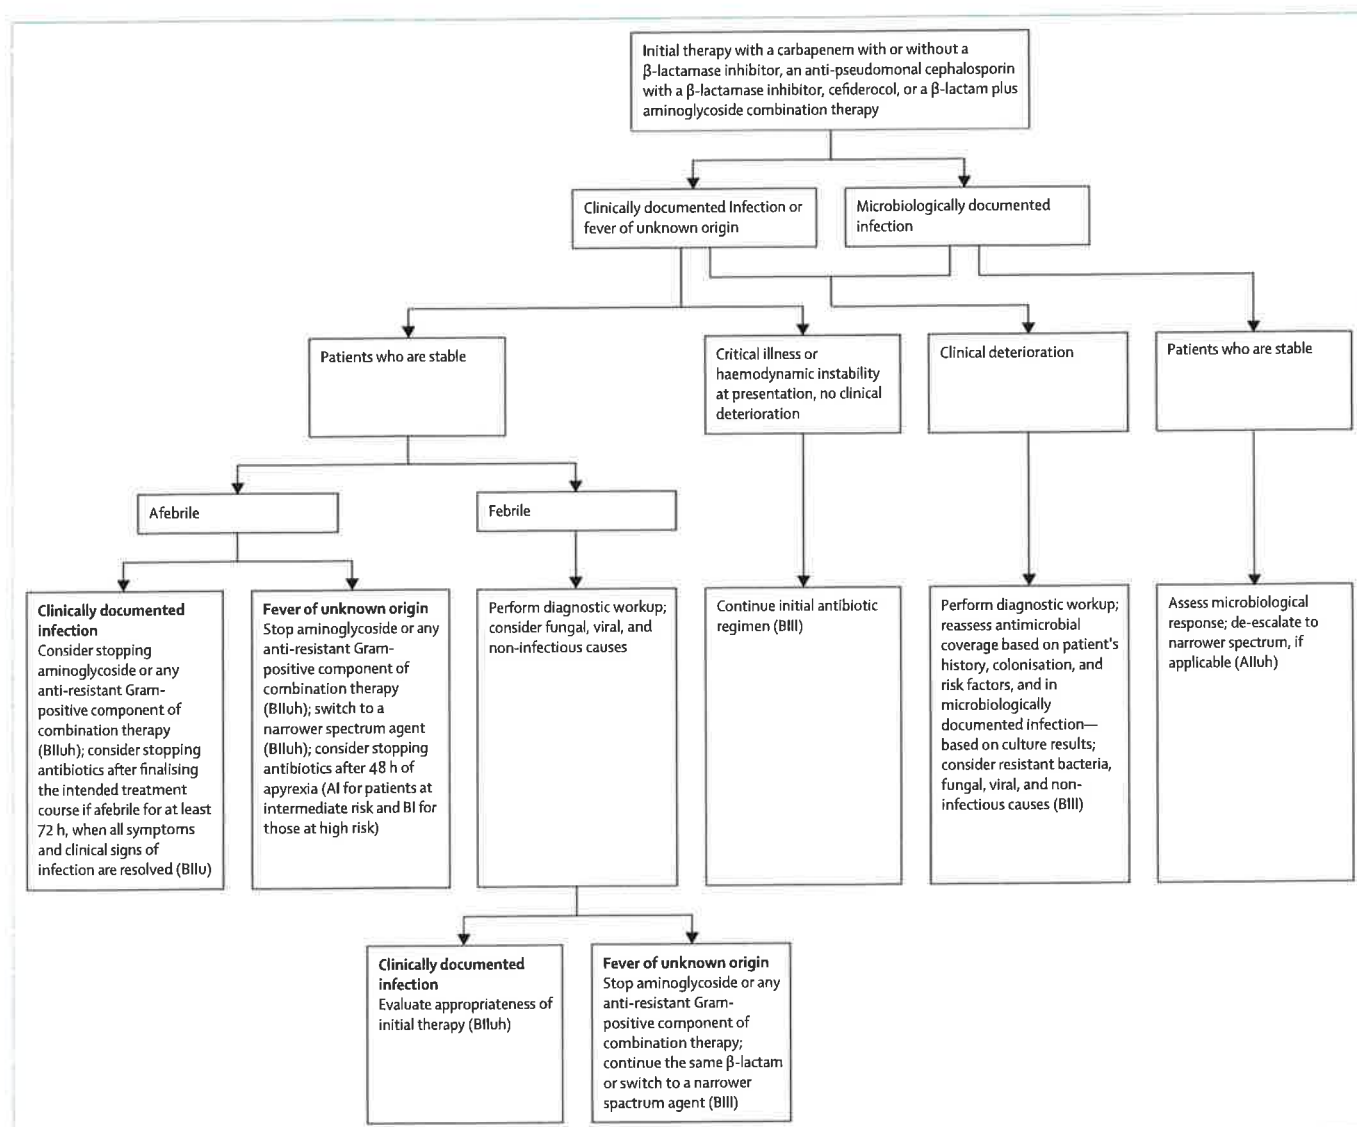 Initial therapy with a carbapenem with or without a
β-lactamase inhibitor, an anti-pseudomonal cephalosporin
with a β-lactamase inhibitor, cefiderocol, or a β-lactam plus
aminoglycoside combination therapy
Clinically documented Infection or
fever of unknown origin
Microbiologically documented
infection
Patients who are stable
Critical illness or
haemodynamic instability
at presentation, no clinical
deterioration
Clinical deterioration
Patients who are stable
Afebrile
Febrile
Clinically documented
infection
Consider stopping
aminoglycoside or any
anti-resistant Gram-
positive component of
combination therapy
(BIIuh); consider stopping
antibiotics after finalising
the intended treatment
course if afebrile for at least
72 h, when all symptoms
and clinical signs of
infection are resolved (BIIu)
Fever of unknown origin
Stop aminoglycoside or any
anti-resistant Gram-
positive component of
combination therapy
(BIIuh); switch to a
narrower spectrum agent
(BIIuh); consider stopping
antibiotics after 48 h of
apyrexia (AI for patients at
intermediate risk and BI for
those at high risk)
Perform diagnostic workup;
consider fungal, viral, and
non-infectious causes
Continue initial antibiotic
regimen (BIII)
Perform diagnostic workup;
reassess antimicrobial
coverage based on patient's
history, colonisation, and
risk factors, and in
microbiologically
documented infection—
based on culture results;
consider resistant bacteria,
fungal, viral, and non-
infectious causes (BIII)
Assess microbiological
response; de-escalate to
narrower spectrum, if
applicable (AIIuh)
Clinically documented
infection
Evaluate appropriateness of
initial therapy (BIIuh)
Fever of unknown origin
Stop aminoglycoside or any
anti-resistant Gram-
positive component of
combination therapy;
continue the same β-lactam
or switch to a narrower
spactrum agent (BIII)